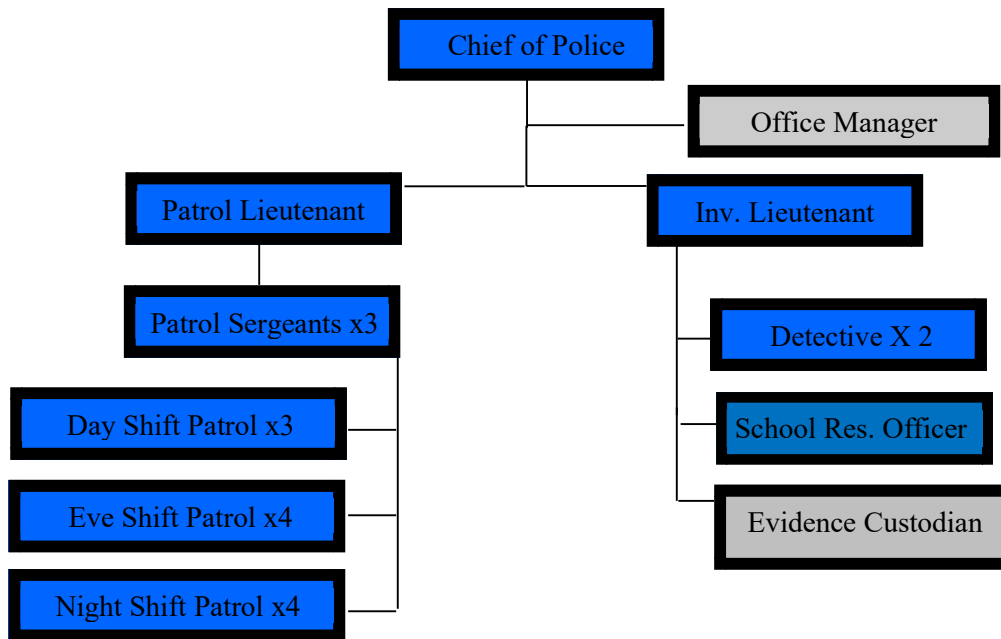 Chief of Police
Office Manager
Patrol Lieutenant
Inv. Lieutenant
Patrol Sergeants x3
Detective X 2
Day Shift Patrol x3
School Res. Officer
Eve Shift Patrol x4
Evidence Custodian
Night Shift Patrol x4